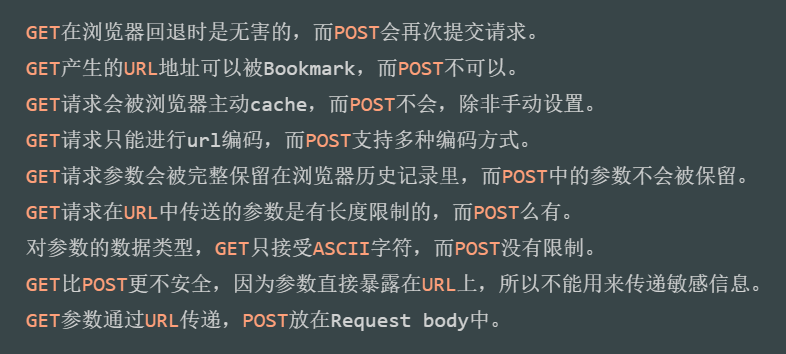 GET在浏览器回退时是无害的，而POST会再次提交请求。
GET产生的URL地址可以被Bookmark，而POST不可以。
GET请求会被浏览器主动cache，而POST不会，除非手动设置。
GET请求只能进行url编码，而POST支持多种编码方式。
GET请求参数会被完整保留在浏览器历史记录里，而POST中的参数不会被保留。
GET请求在URL中传送的参数是有长度限制的，而POST么有。
对参数的数据类型，GET只接受ASCII字符，而POST没有限制。
GET比POST更不安全，因为参数直接暴露在URL上，所以不能用来传递敏感信息。
GET参数通过URL传递，POST放在Request body中。